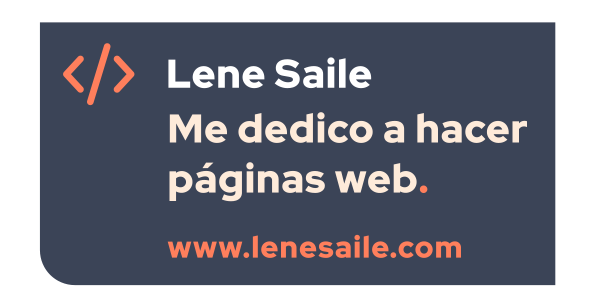 </>
Lene Saile
Me dedico a hacer
páginas web.
www.lenesaile.com